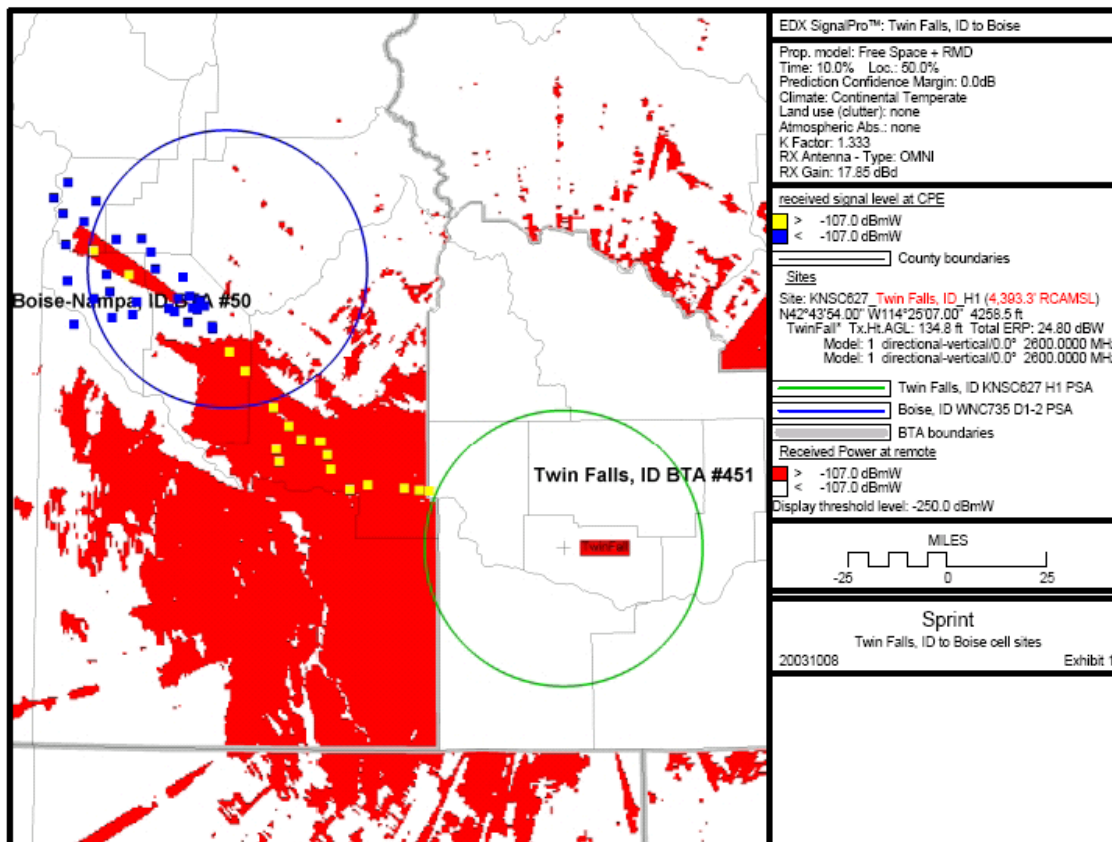 EDX SignalPro™: Twin Falls, ID to Boise
Prop. model: Free Space + RMD
Time: 10.0% Loc.: 50.0%
Prediction Confidence Margin: 0.0dB
Climate: Continental Temperate
Land use (clutter): none
Atmospheric Abs.: none
K Factor: 1.333
RX Antenna - Type: OMNI
RX Gain: 17.85 dBd
received signal level at CPE
> -107.0 dBmW
< -107.0 dBmW
County boundaries
Sites
Site: KNSC627_Twin Falls, ID_H1 (4,393.3' RCAMSL)
N42°43'54.00" W114°25'07.00" 4258.5 ft
TwinFall* Tx.Ht.AGL: 134.8 ft Total ERP: 24.80 dBW
Model: 1 directional-vertical/0.0° 2600.0000 MHz
Model: 1 directional-vertical/0.0° 2600.0000 MHz
Twin Falls, ID KNSC627 H1 PSA
Boise, ID WNC735 D1-2 PSA
BTA boundaries
Received Power at remote
> -107.0 dBmW
< -107.0 dBmW
Display threshold level: -250.0 dBmW
MILES
-25 0 25
Sprint
Twin Falls, ID to Boise cell sites
20031008 Exhibit 1
Boise-Nampa, ID BTA #50
Twin Falls, ID BTA #451
TwinFall